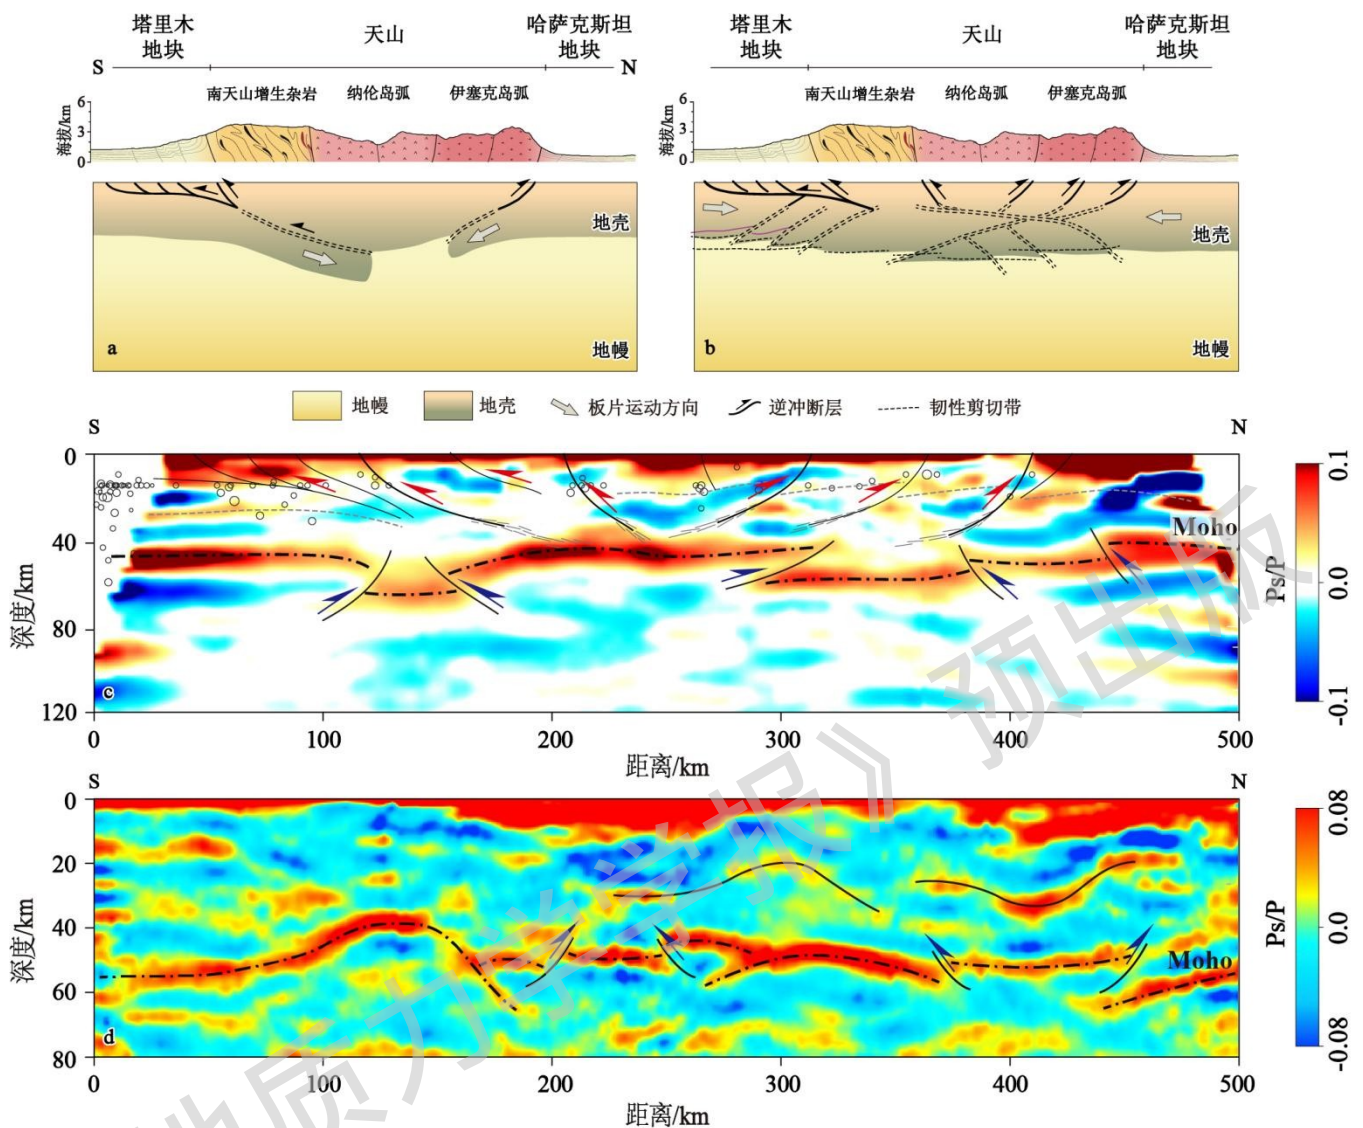 塔里木
地块
天山
哈萨克斯坦
地块
S
N
南天山增生杂岩
纳伦岛弧
伊塞克岛弧
海拔/km
6
3
0
地壳
地幔
a
塔里木
地块
天山
哈萨克斯坦
地块
南天山增生杂岩
纳伦岛弧
伊塞克岛弧
海拔/km
6
3
0
地壳
地幔
b
地幔
地壳
板片运动方向
逆冲断层
韧性剪切带
S
N
深度/km
0
40
80
120
Moho
c
0
100
200
300
400
500
距离/km
Ps/P
0.1
0.0
-0.1
S
N
深度/km
0
20
40
60
80
Moho
d
0
100
200
300
400
500
距离/km
Ps/P
0.08
0.0
-0.08
地质力学学报》预出版